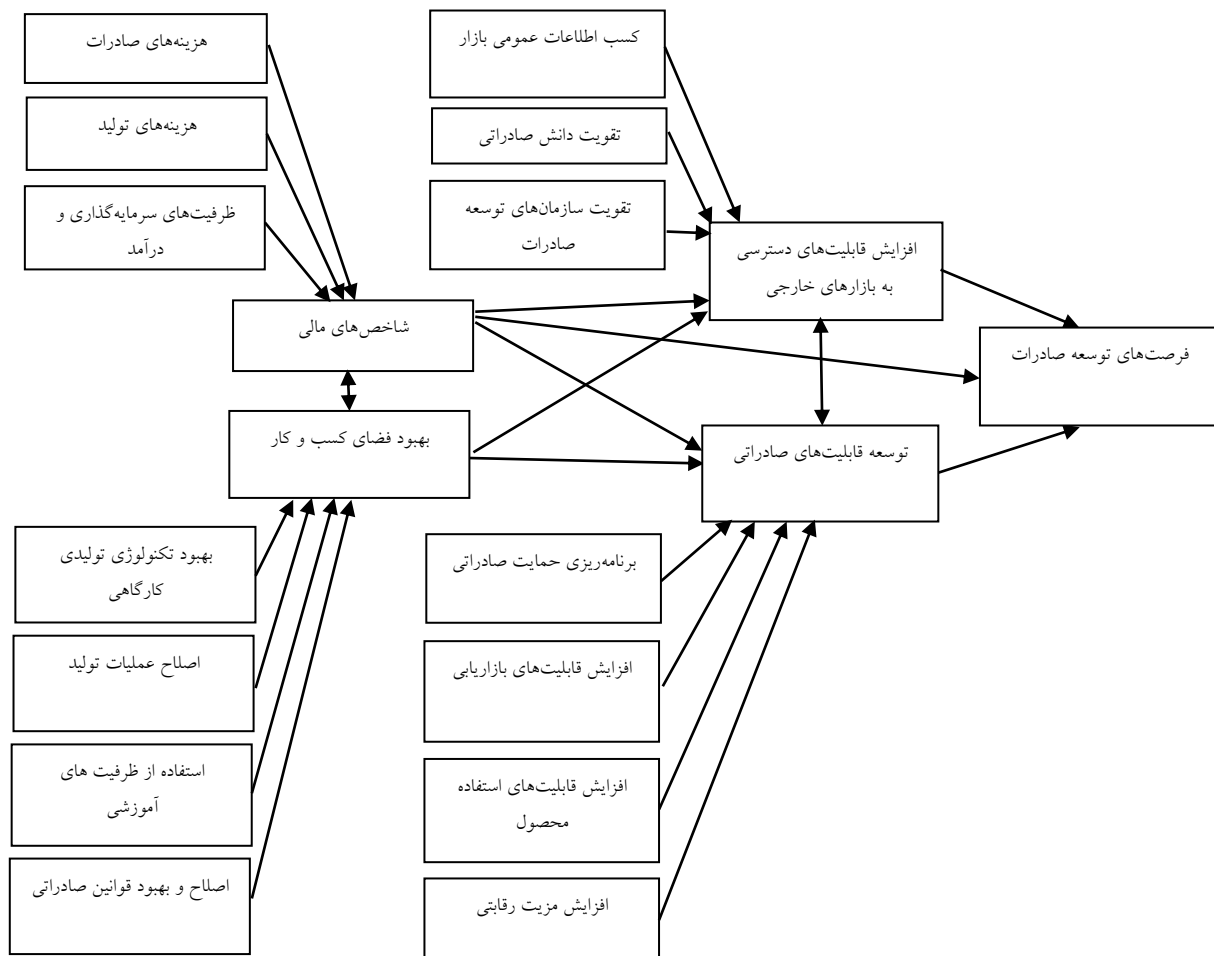 هزینه‌های صادرات
هزینه‌های تولید
ظرفیت‌های سرمایه‌گذاری و
درآمد
کسب اطلاعات عمومی بازار
تقویت دانش صادراتی
تقویت سازمان‌های توسعه
صادرات
افزایش قابلیت‌های دسترسی
به بازارهای خارجی
شاخص‌های مالی
فرصت‌های توسعه صادرات
بهبود فضای کسب و کار
توسعه قابلیت‌های صادراتی
بهبود تکنولوژی تولیدی
کارگاهی
اصلاح عملیات تولید
استفاده از ظرفیت های
آموزشی
اصلاح و بهبود قوانین صادراتی
برنامه‌ریزی حمایت صادراتی
افزایش قابلیت‌های بازاریابی
افزایش قابلیت‌های استفاده
محصول
افزایش مزیت رقابتی